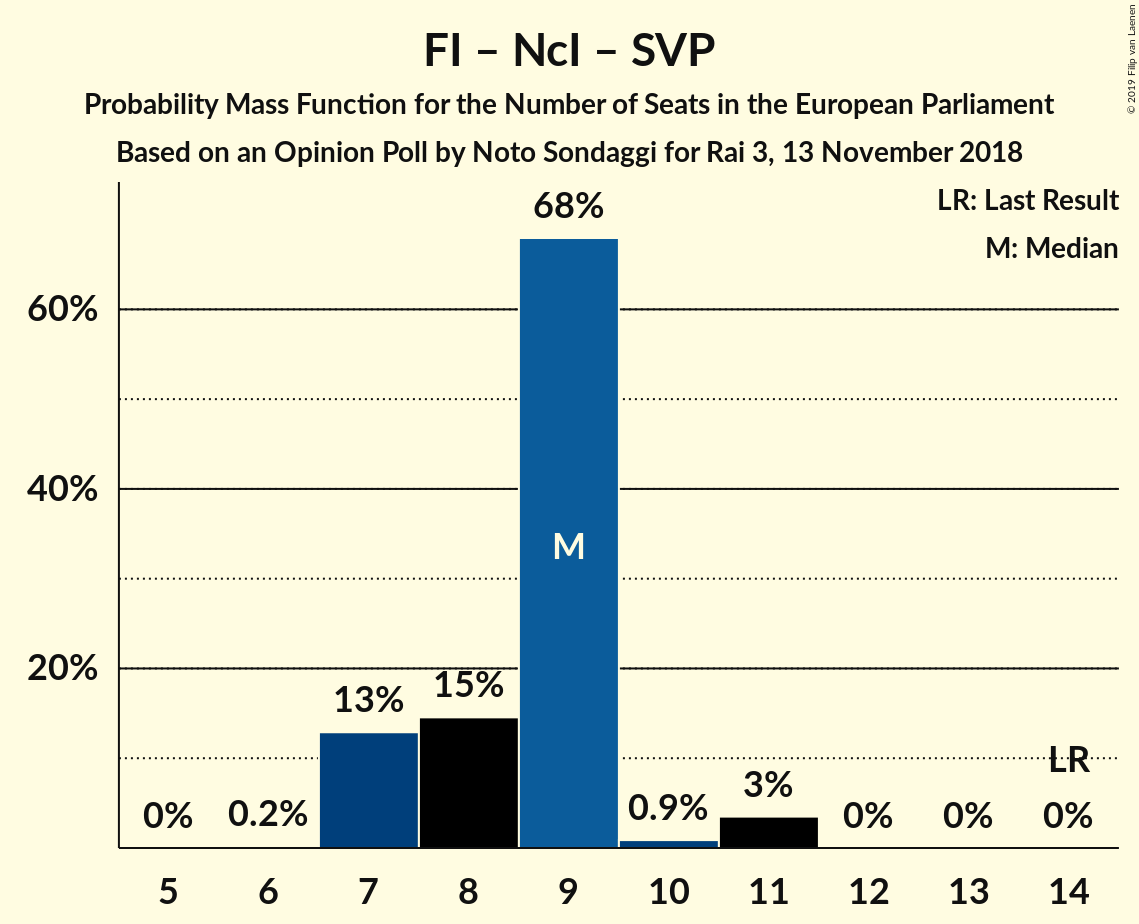 FI – NcI – SVP
Probability Mass Function for the Number of Seats in the European Parliament
Based on an Opinion Poll by Noto Sondaggi for Rai 3, 13 November 2018
© 2019 Filip van Laenen
LR: Last Result
M: Median
68%
60%
40%
M
20%
15%
13%
LR
3%
0.9%
0% 0.2% 0% 0% 0%
5 6 7 8 9 10 11 12 13 14